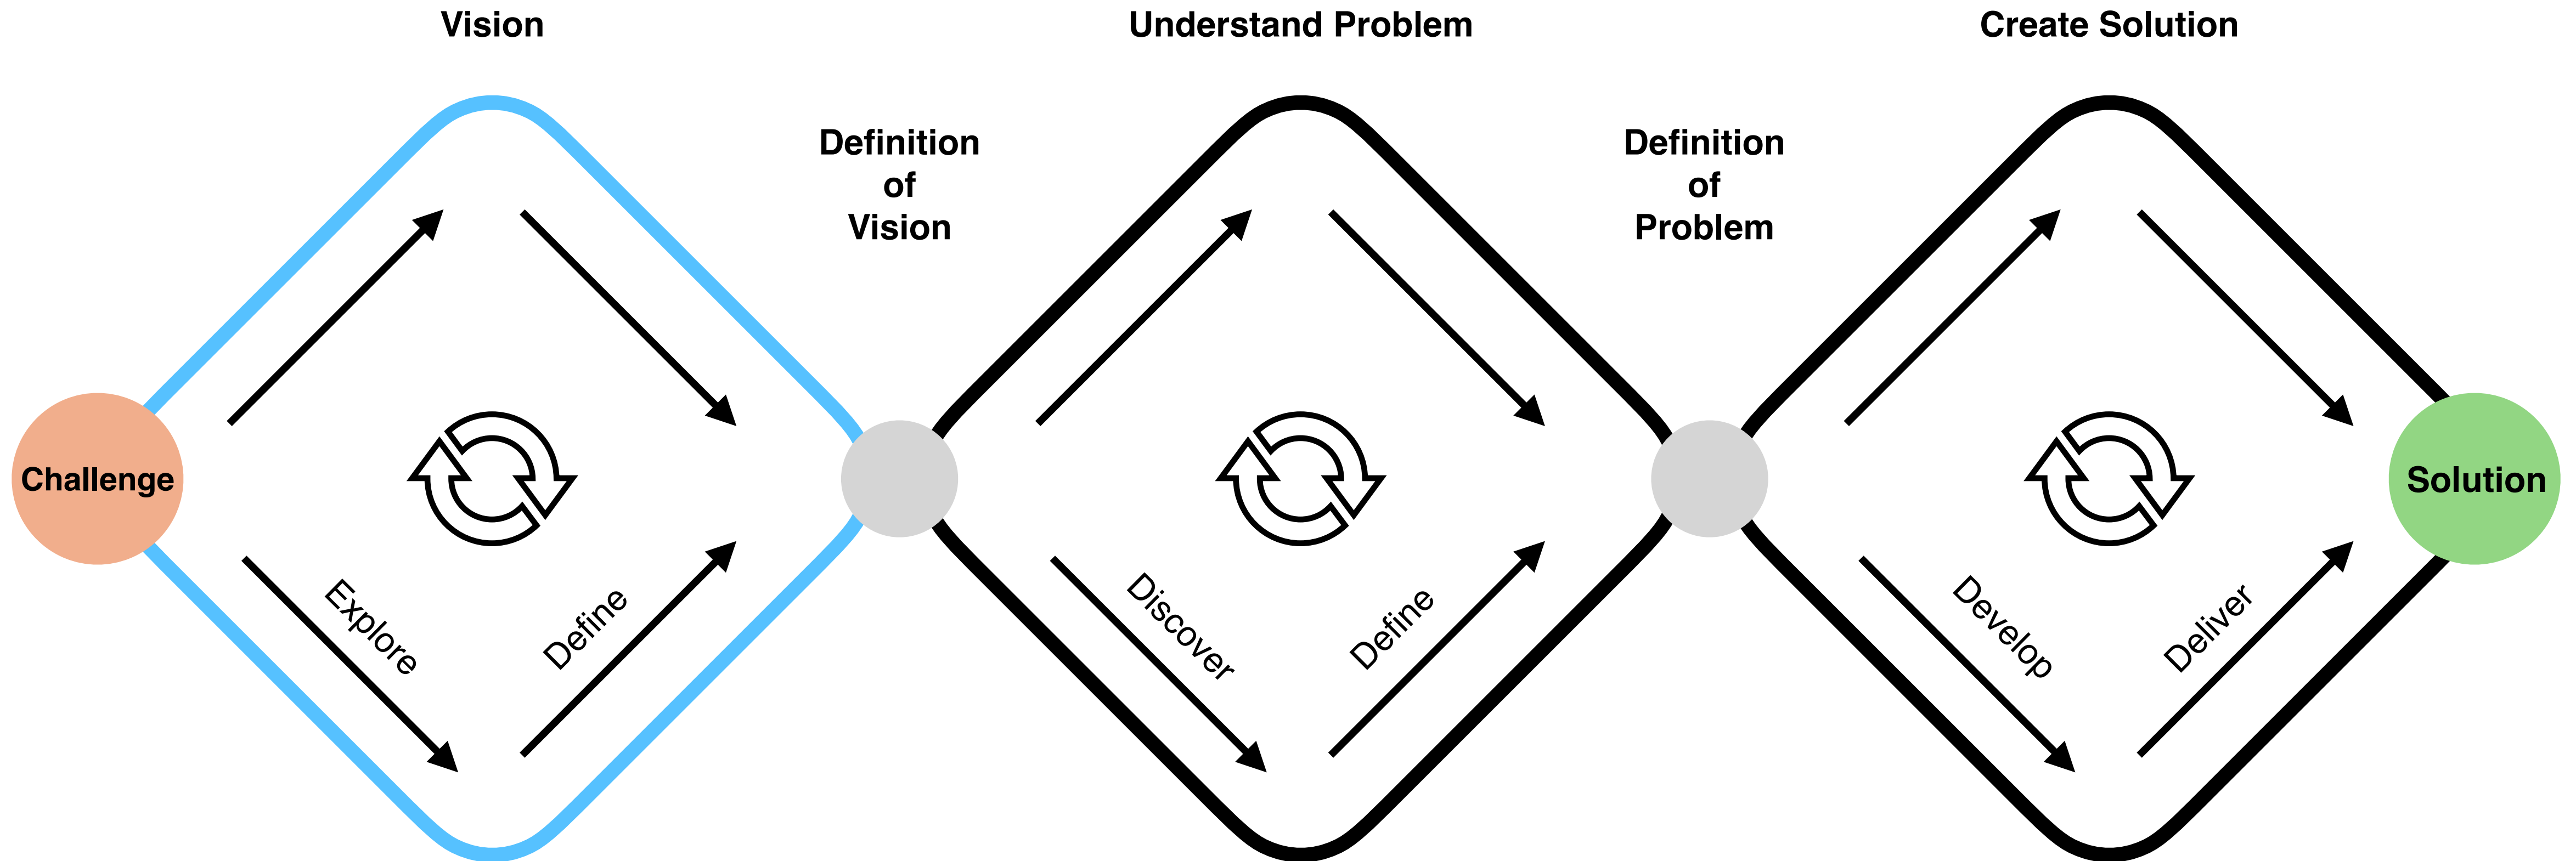 Vision
Understand Problem
Create Solution
Definition
of
Vision
Definition
of
Problem
Challenge
Solution
Explore
Define
Discover
Define
Develop
Deliver